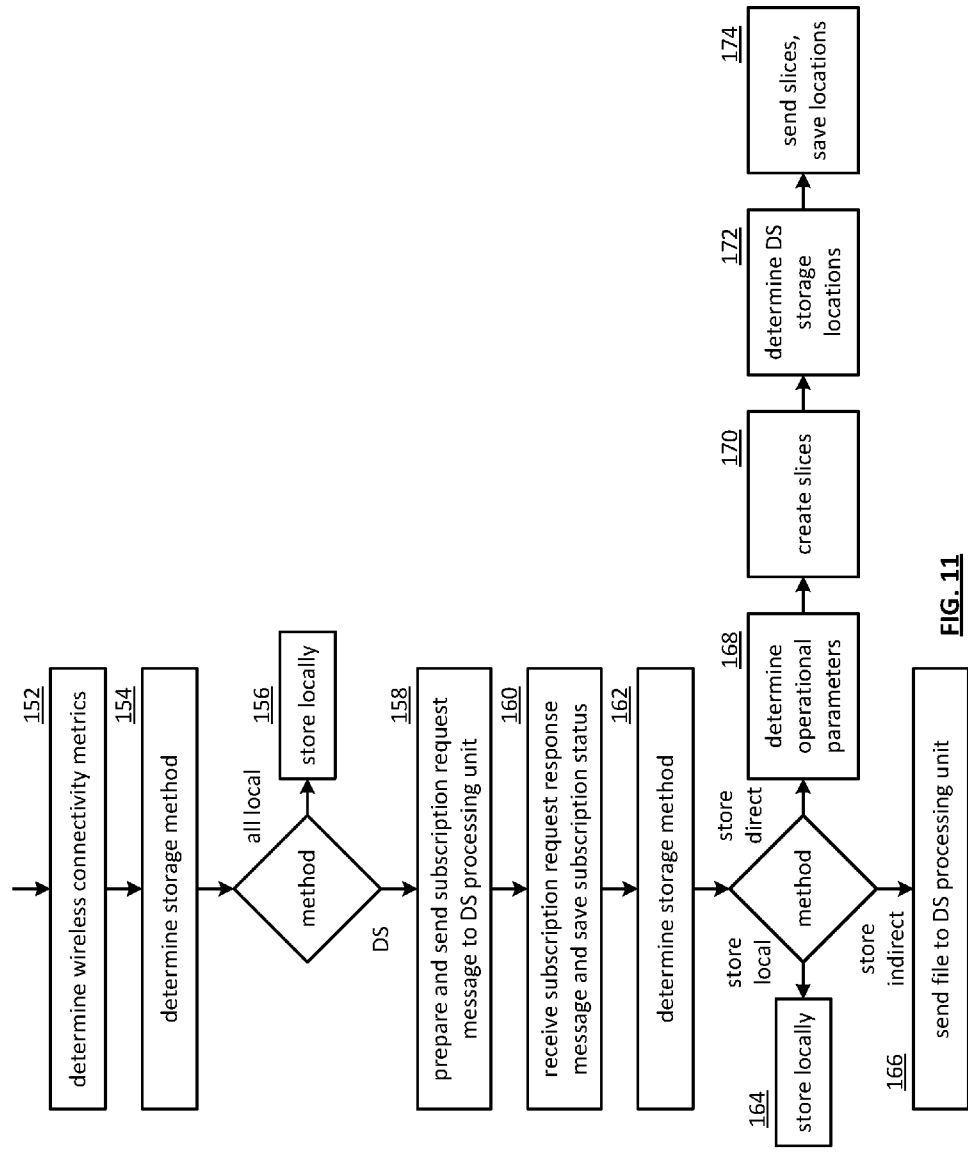 152
determine wireless connectivity metrics
154
determine storage method
method
all local
156
store locally
DS
158
prepare and send subscription request
message to DS processing unit
160
receive subscription request response
message and save subscription status
162
determine storage method
method
store
local
164
store locally
store
indirect
166
send file to DS processing unit
store
direct
168
determine
operational
parameters
170
create slices
172
determine DS
storage
locations
174
send slices,
save locations
FIG. 11